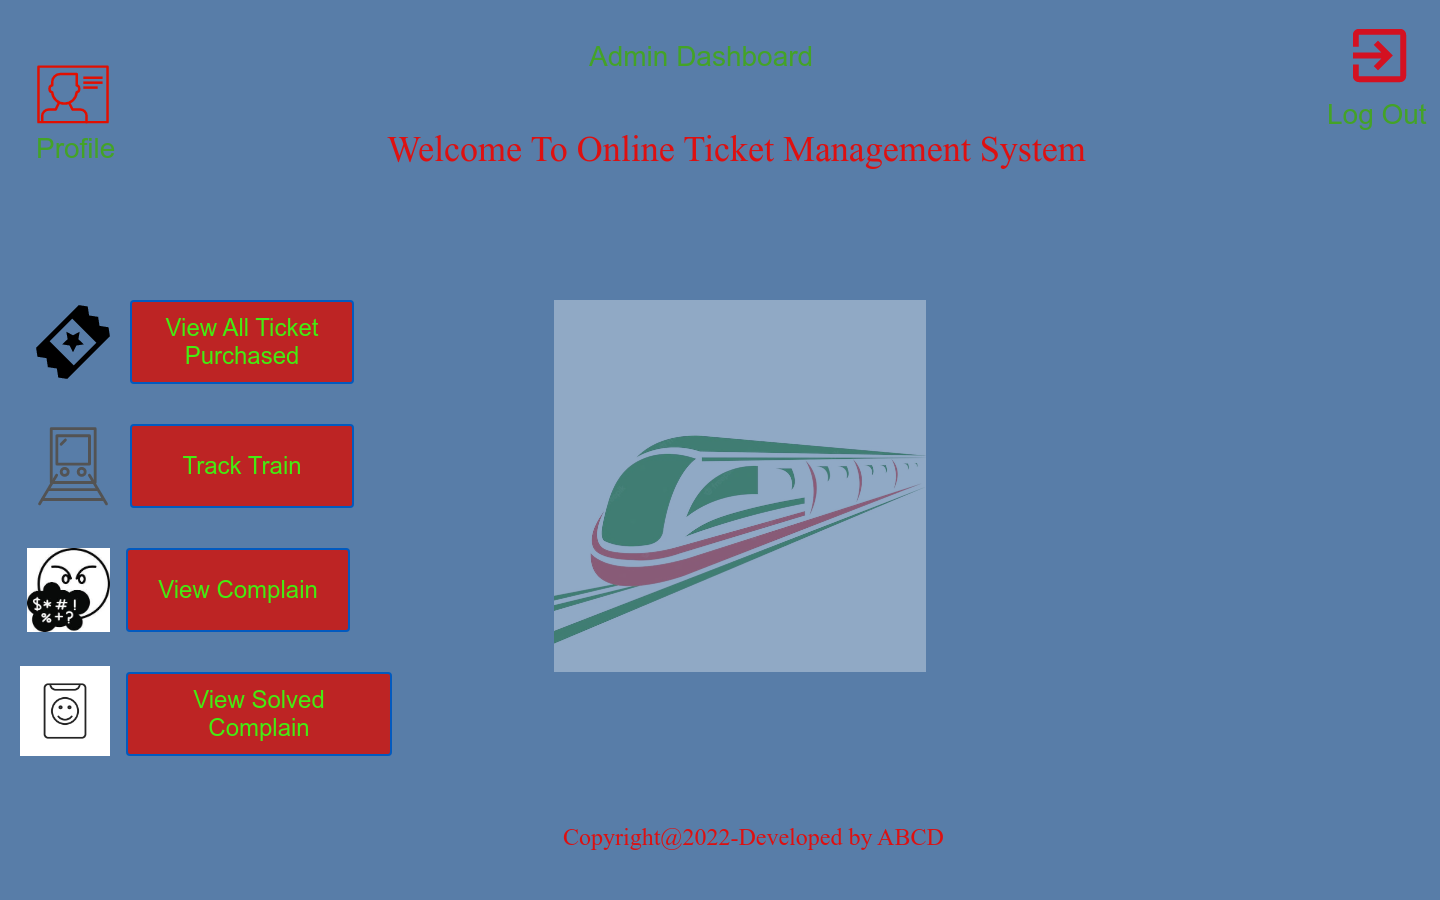 Admin Dashboard
Log Out
Profile
Welcome To Online Ticket Management System
View All Ticket
Purchased
Track Train
View Complain
$*#!
%+?
View Solved
Complain
Copyright@2022-Developed by ABCD